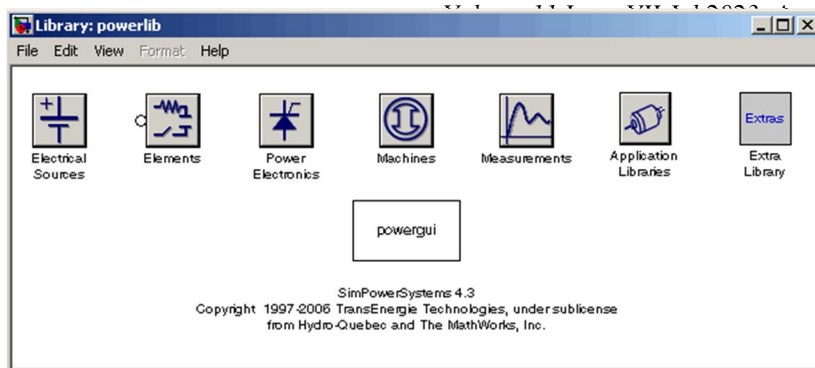 Library: powerlib
File Edit View Format Help
Electrical
Sources
Elements
Power
Electronics
Machines
Measurements
Application
Libraries
Extras
Extra
Library
powergui
SimPowerSystems 4.3
Copyright 1997-2006 TransEnergie Technologies, under sublicense
from Hydro-Quebec and The MathWorks, Inc.